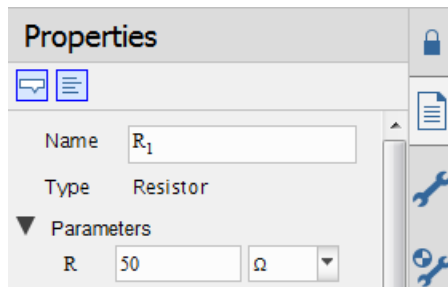 Properties
Name R₁
Type Resistor
Parameters
R 50 Ω